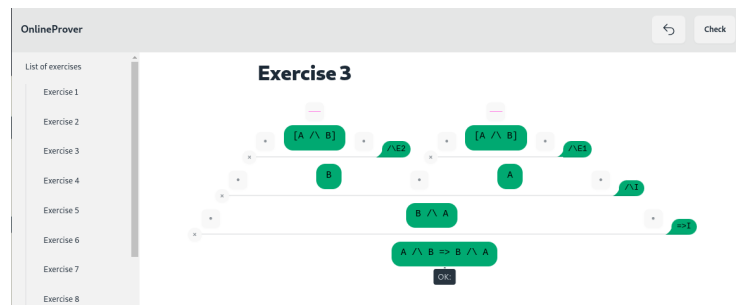 OnlineProver
Check
List of exercises
Exercise 1
Exercise 2
Exercise 3
Exercise 4
Exercise 5
Exercise 6
Exercise 7
Exercise 8
Exercise 3
[A /\ B] [A /\ B]
/\E2 /\E1
B A
/\I
B /\ A
=>I
A /\ B => B /\ A
OK: